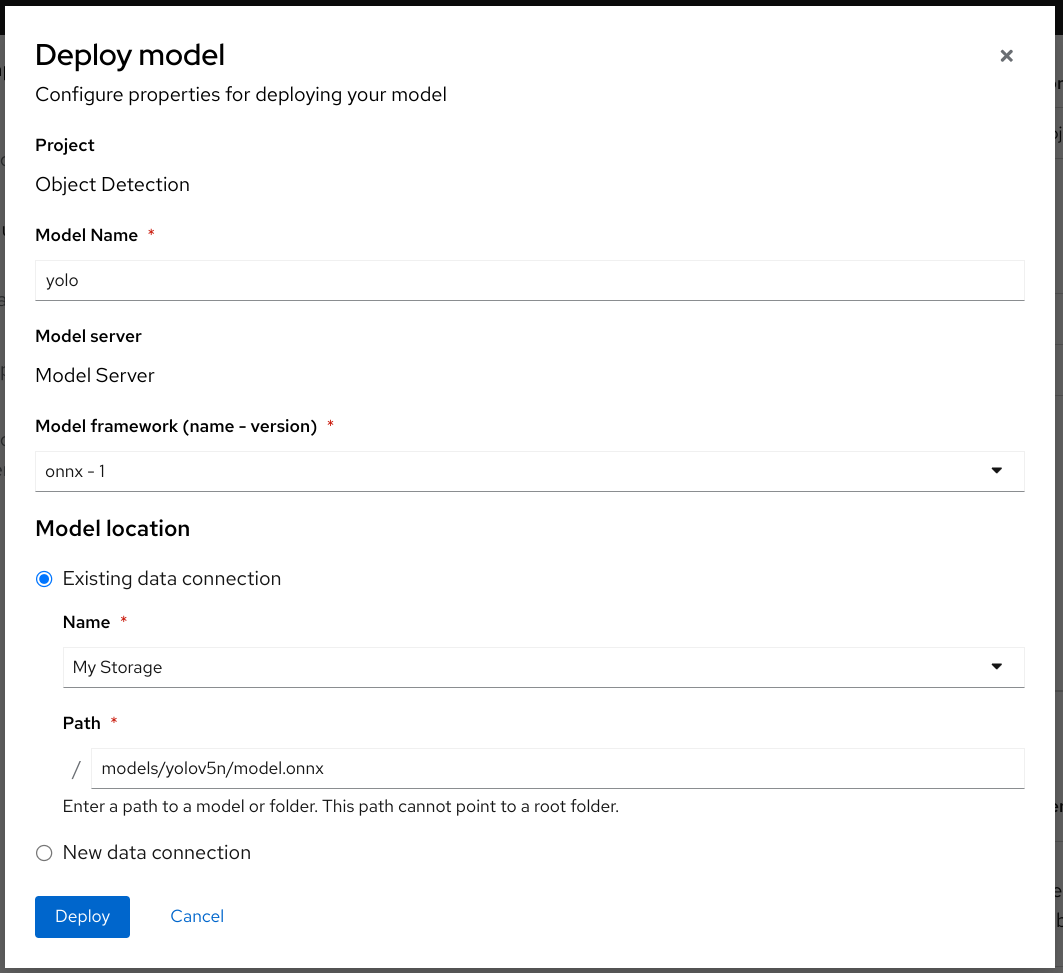 Deploy model
Configure properties for deploying your model
Project
Object Detection
Model Name *
yolo
Model server
Model Server
Model framework (name - version) *
onnx - 1
Model location
Existing data connection
Name *
My Storage
Path *
/ models/yolov5n/model.onnx
Enter a path to a model or folder. This path cannot point to a root folder.
New data connection
Deploy Cancel